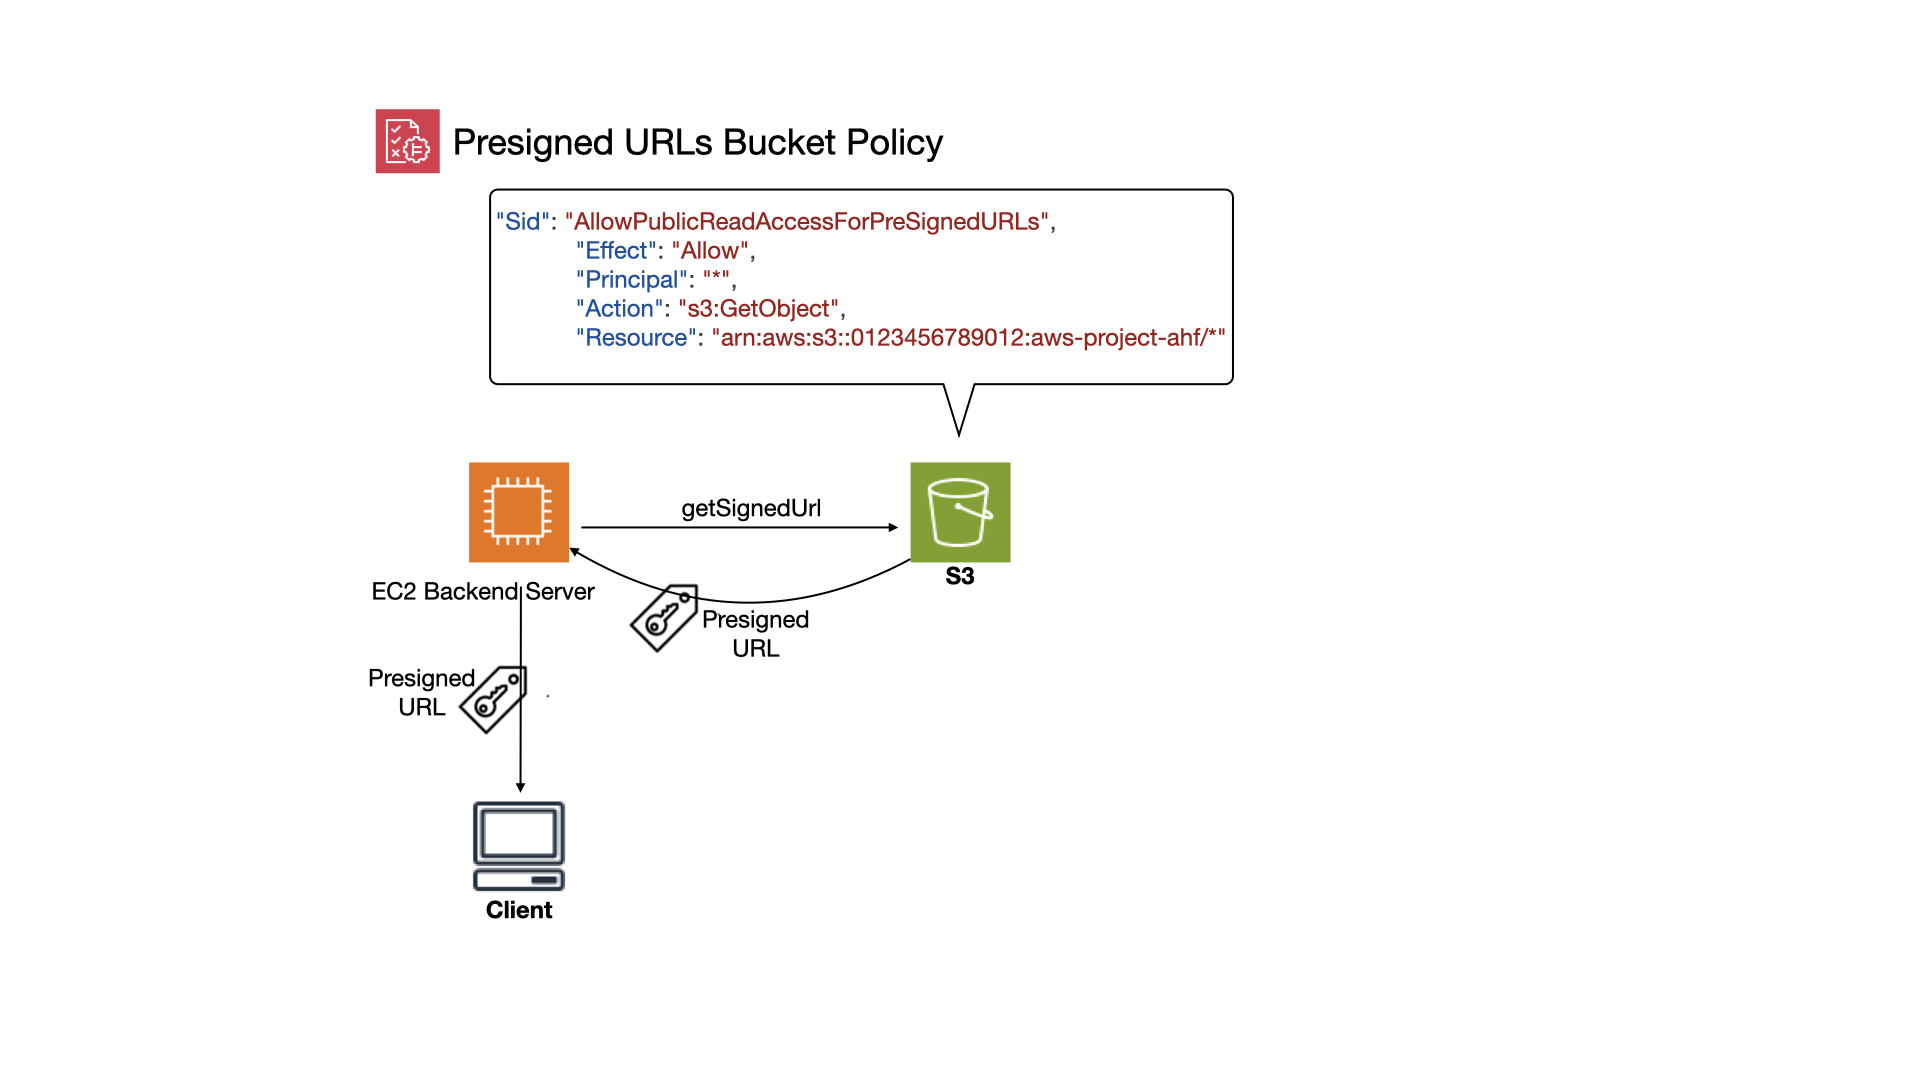 Presigned URLs Bucket Policy
"Sid": "AllowPublicReadAccessForPreSignedURLs",
"Effect": "Allow",
"Principal": "*",
"Action": "s3:GetObject",
"Resource": "arn:aws:s3::0123456789012:aws-project-ahf/*"
getSignedUrl
S3
EC2 Backend Server
Presigned
URL
Presigned
URL
Client